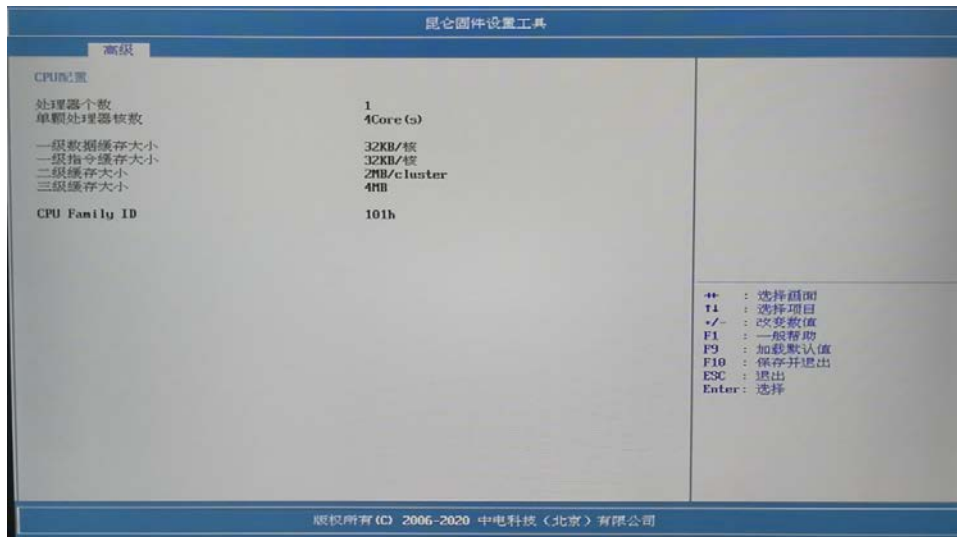 昆仑固件设置工具
高级
CPU配置
处理器个数 1
单颗处理器核数 4Core(s)
一级数据缓存大小 32KB/核
一级指令缓存大小 32KB/核
二级缓存大小 2MB/cluster
三级缓存大小 4MB
CPU Family ID 101h
→← : 选择画面
↑↓ : 选择项目
+/- : 改变数值
F1 : 一般帮助
F9 : 加载默认值
F10 : 保存并退出
ESC : 退出
Enter: 选择
版权所有(C) 2006-2020 中电科技（北京）有限公司